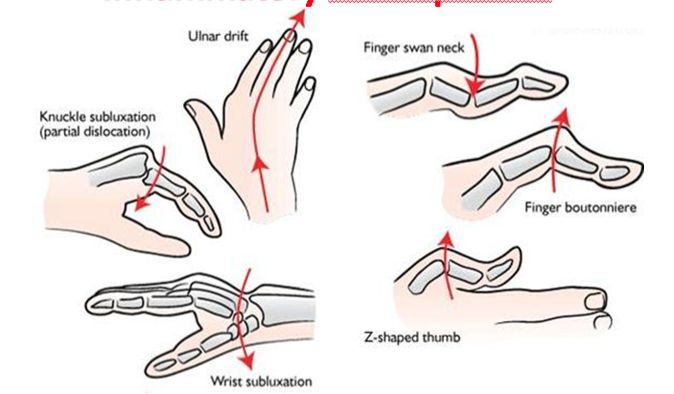 Ulnar drift
Finger swan neck
Knuckle subluxation
(partial dislocation)
Finger boutonniere
Z-shaped thumb
Wrist subluxation